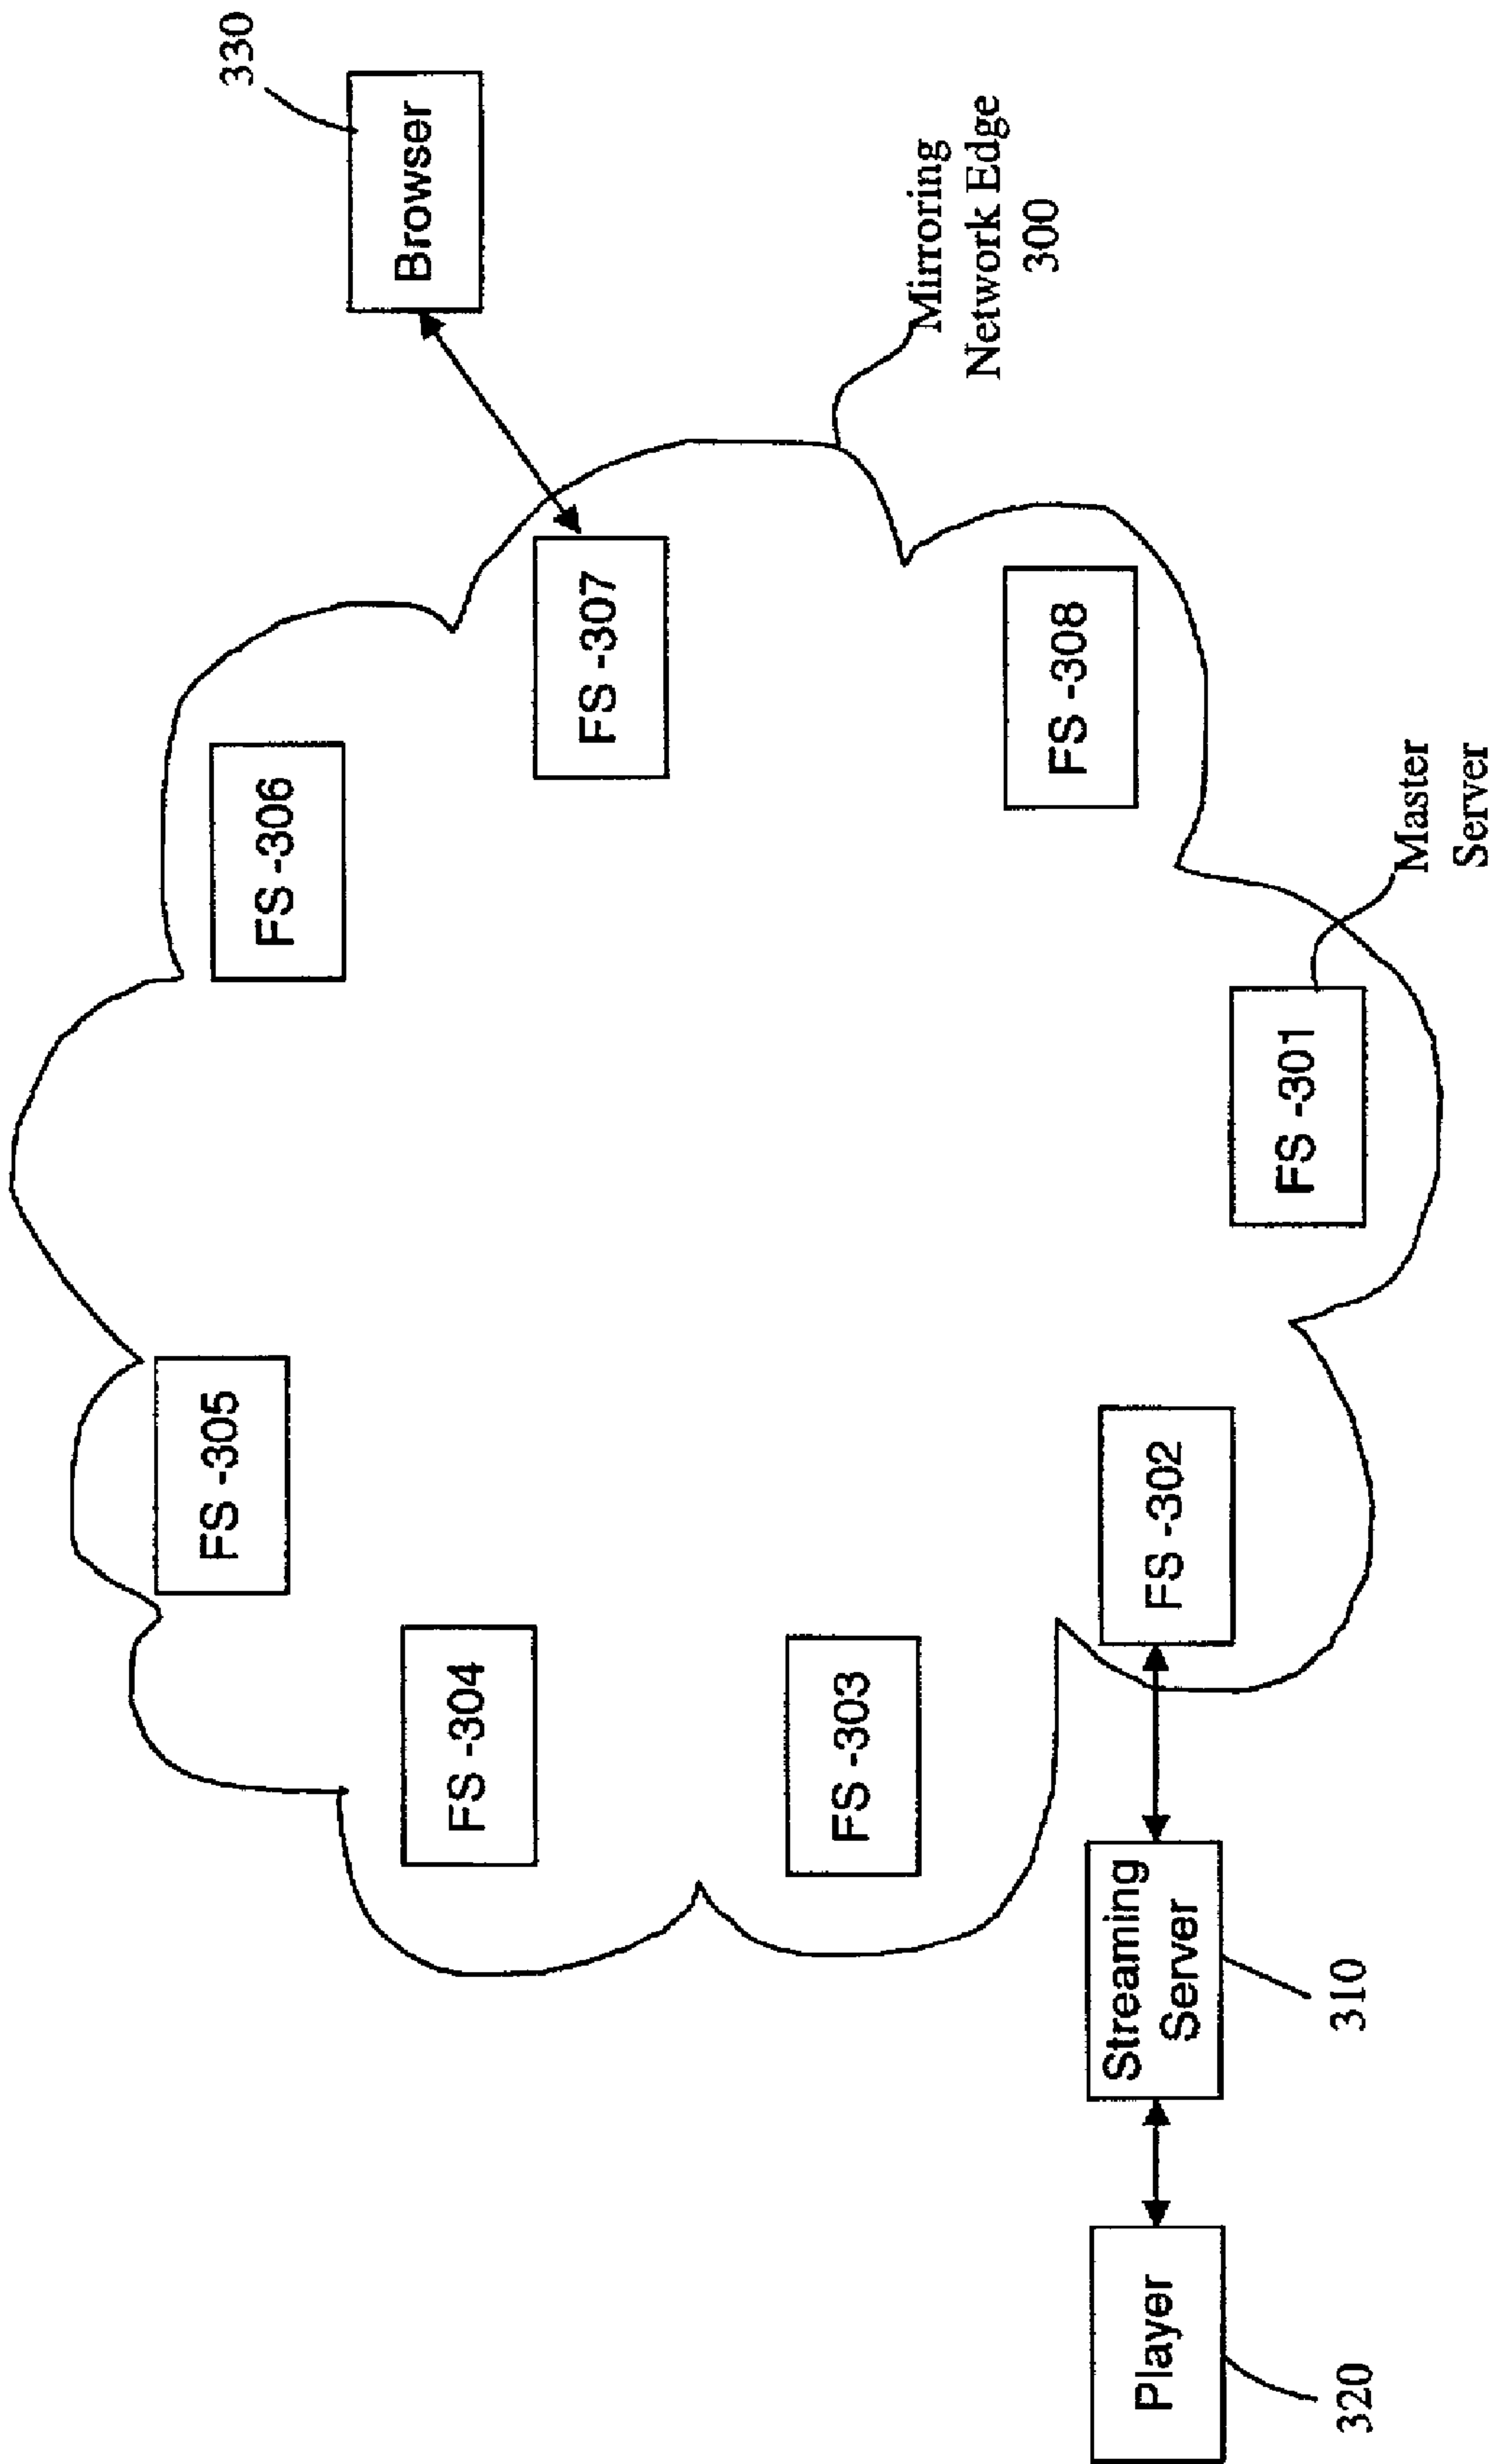 FS -305
FS -306
330
Browser
FS -304
FS -307
Mirroring
Network Edge
300
FS -303
FS -308
Player
320
Streaming
Server
310
FS -302
FS -301
Master
Server